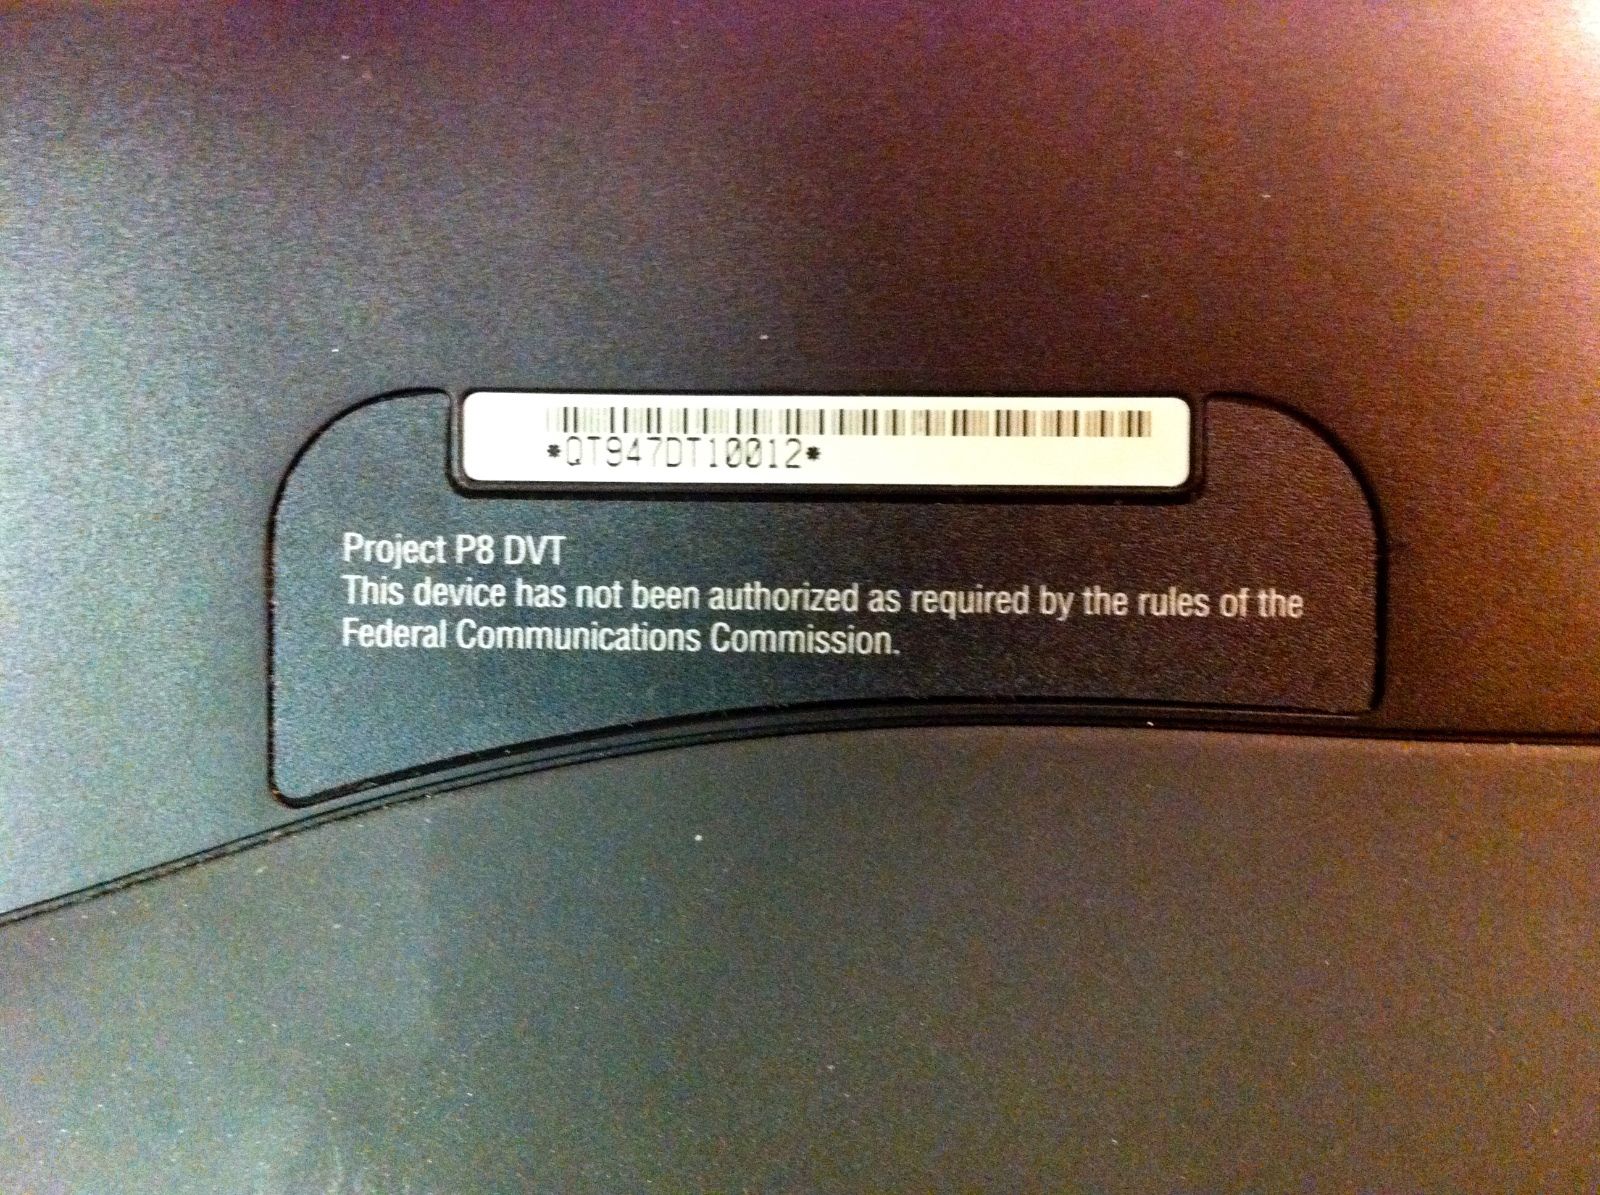 *QT947DT10012*
Project P8 DVT
This device has not been authorized as required by the rules of the
Federal Communications Commission.